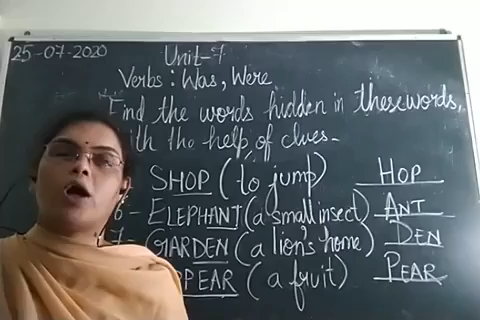 25-07-2020
Unit-7
Verbs: Was, Were
Find the words hidden in these words,
with the help of clues-
SHOP (to jump) HOP
6- ELEPHANT (a small insect) ANT
7- GARDEN (a lion's home) DEN
PPEAR (a fruit) PEAR